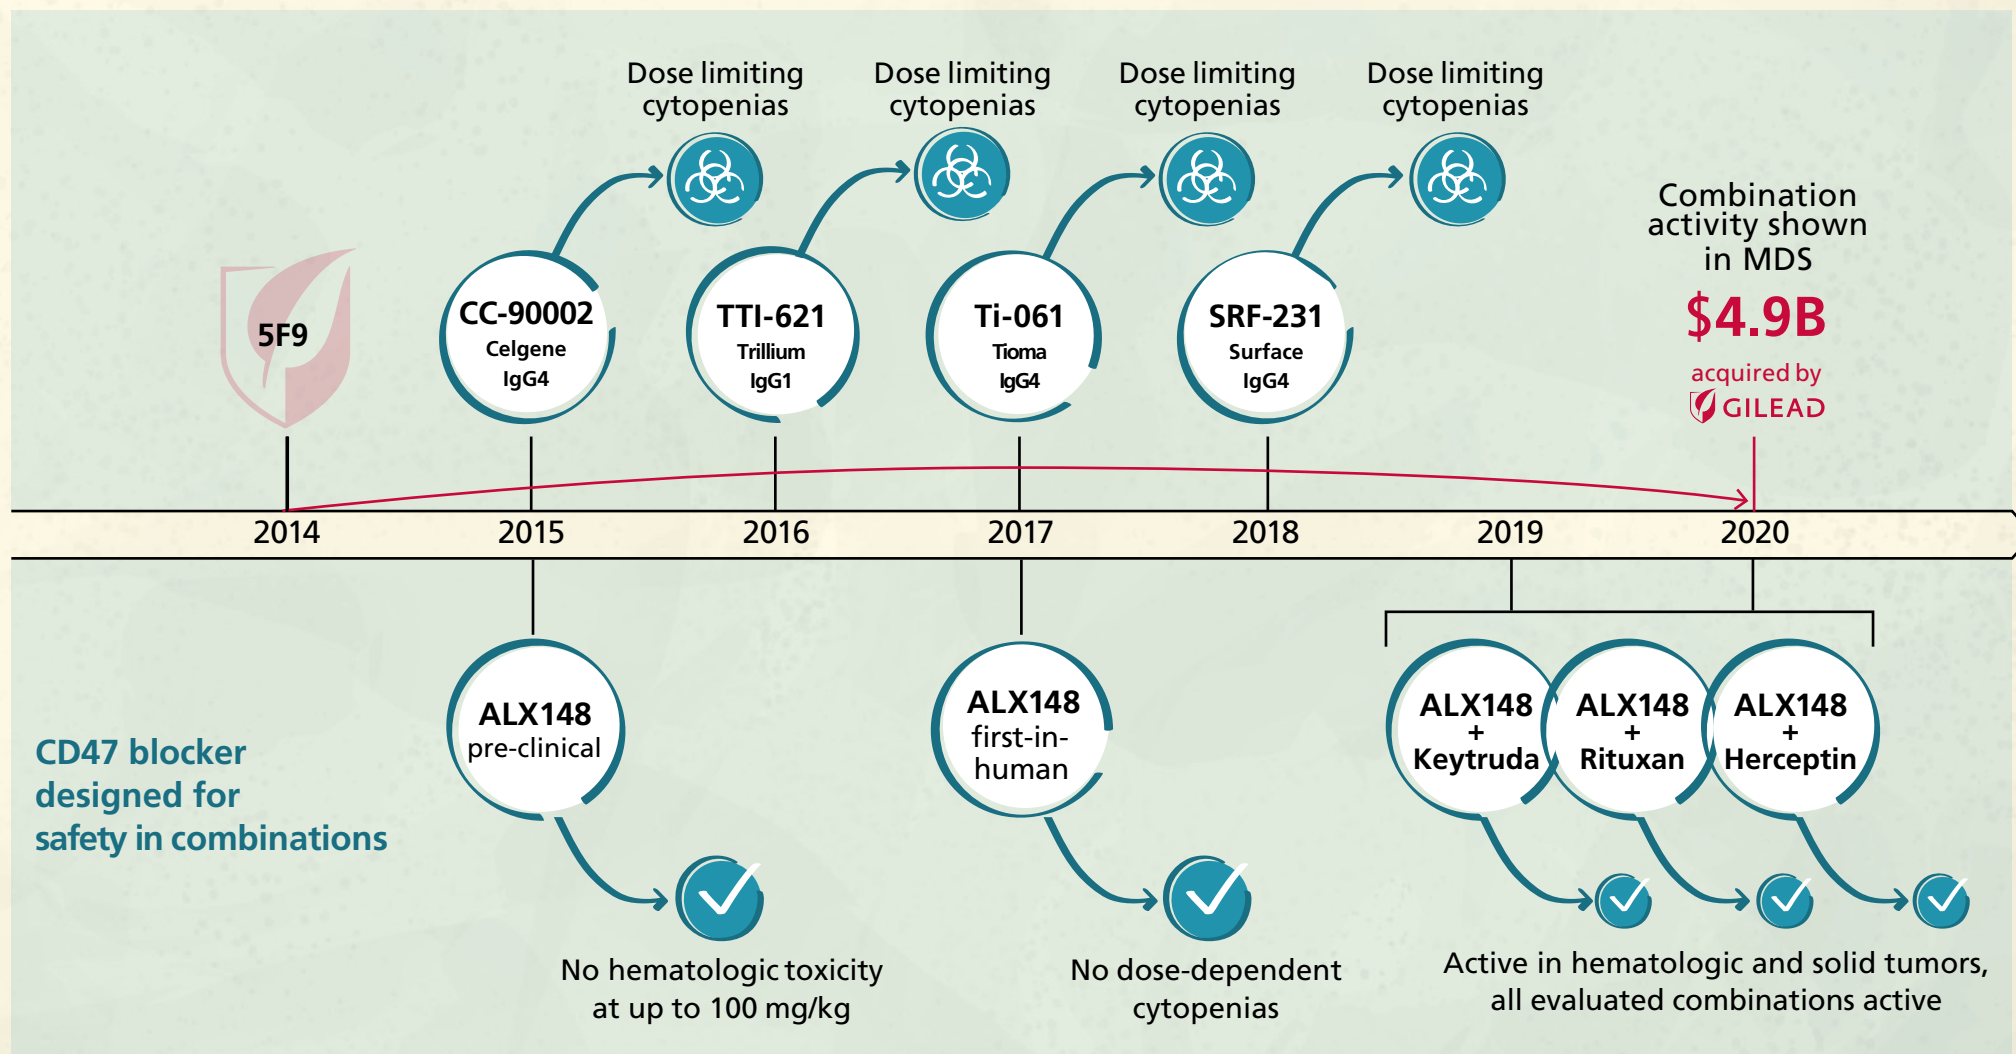 Dose limiting
cytopenias
Dose limiting
cytopenias
Dose limiting
cytopenias
Dose limiting
cytopenias
5F9
CC-90002
Celgene
IgG4
TTI-621
Trillium
IgG1
Ti-061
Tioma
IgG4
SRF-231
Surface
IgG4
Combination
activity shown
in MDS
$4.9B
acquired by
GILEAD
2014
2015
2016
2017
2018
2019
2020
CD47 blocker
designed for
safety in combinations
ALX148
pre-clinical
No hematologic toxicity
at up to 100 mg/kg
ALX148
first-in-
human
No dose-dependent
cytopenias
ALX148
+
Keytruda
ALX148
+
Rituxan
ALX148
+
Herceptin
Active in hematologic and solid tumors,
all evaluated combinations active